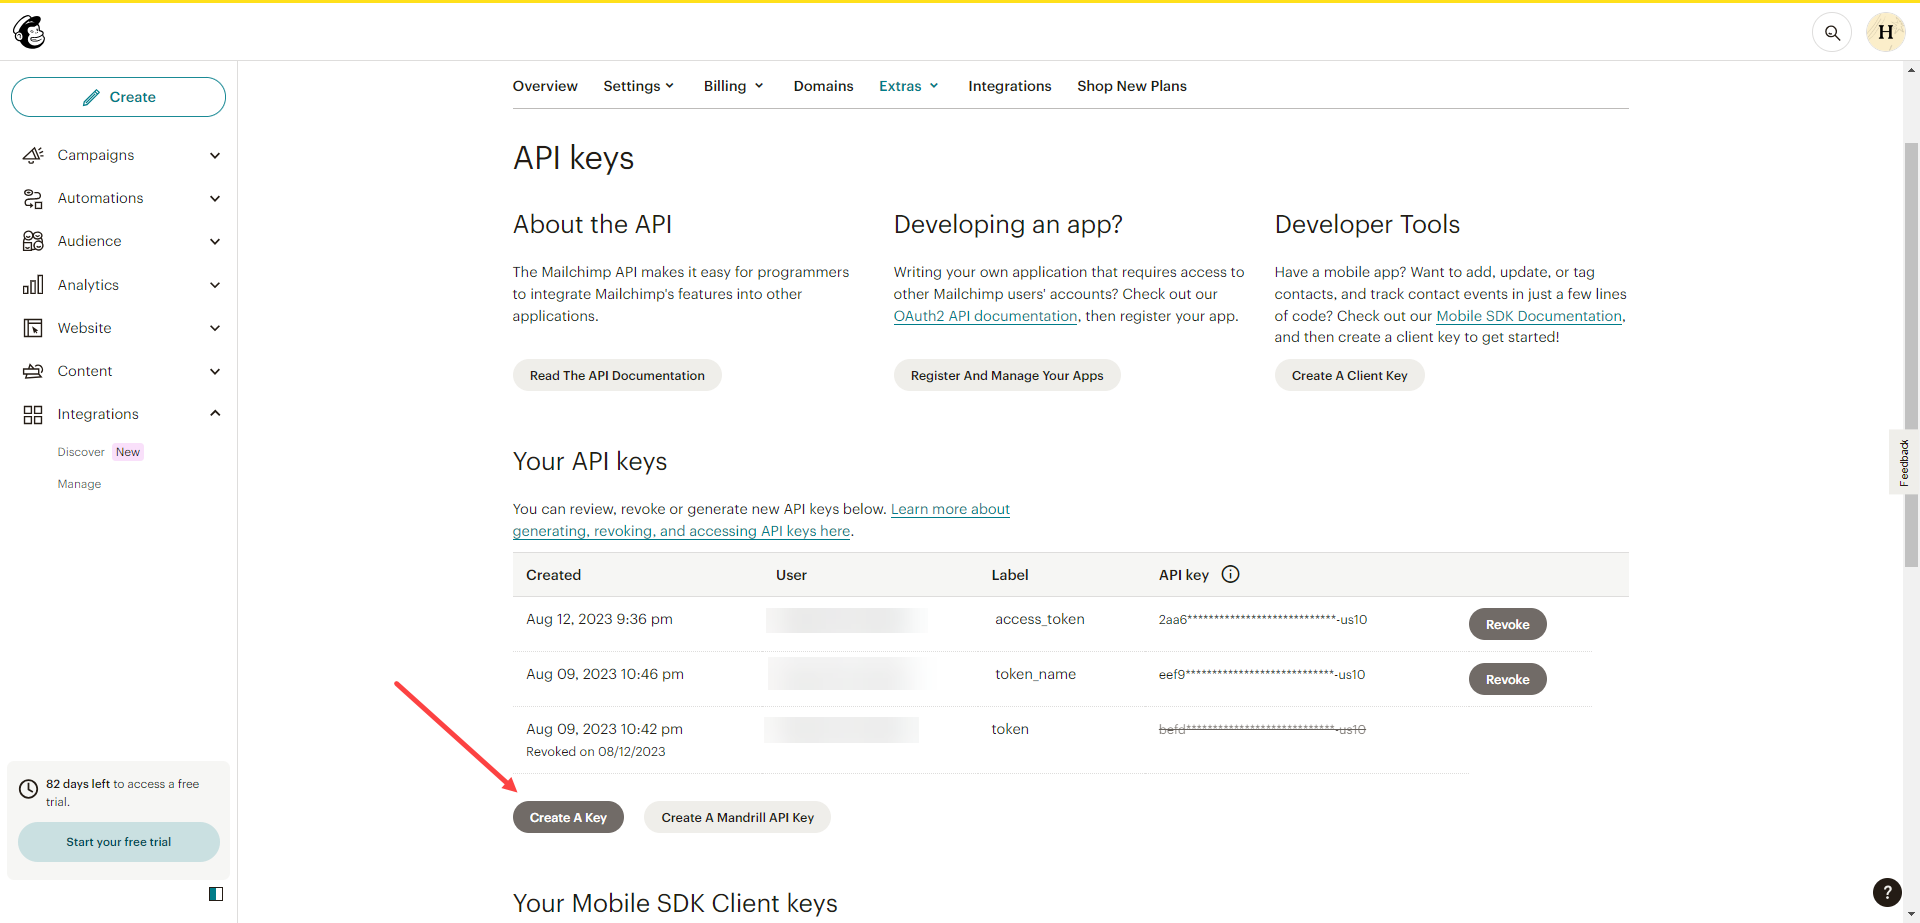 H
Create
Overview Settings Billing Domains Extras Integrations Shop New Plans
Campaigns
Automations
Audience
Analytics
Website
Content
Integrations
Discover New
Manage
API keys
About the API
The Mailchimp API makes it easy for programmers
to integrate Mailchimp's features into other
applications.
Read The API Documentation
Developing an app?
Writing your own application that requires access to
other Mailchimp users' accounts? Check out our
OAuth2 API documentation, then register your app.
Register And Manage Your Apps
Developer Tools
Have a mobile app? Want to add, update, or tag
contacts, and track contact events in just a few lines
of code? Check out our Mobile SDK Documentation,
and then create a client key to get started!
Create A Client Key
Your API keys
You can review, revoke or generate new API keys below. Learn more about
generating, revoking, and accessing API keys here.
Created User Label API key
Aug 12, 2023 9:36 pm access_token 2aa6****************************-us10 Revoke
Aug 09, 2023 10:46 pm token_name eef9****************************-us10 Revoke
Aug 09, 2023 10:42 pm token befd****************************-us10
Revoked on 08/12/2023
Create A Key Create A Mandrill API Key
Your Mobile SDK Client keys
82 days left to access a free
trial.
Start your free trial
Feedback
?